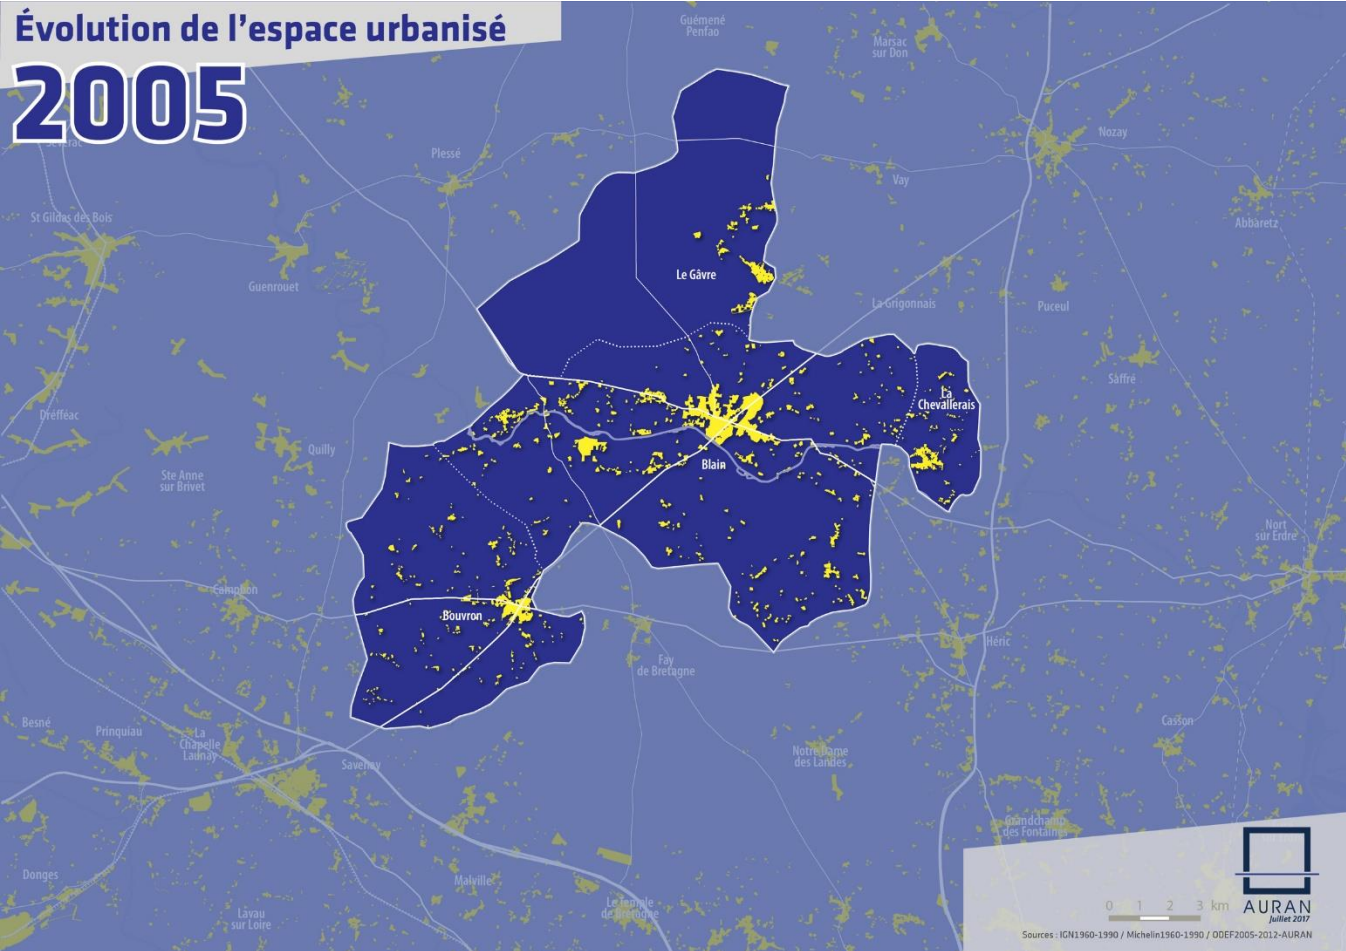 Évolution de l'espace urbanisé
2005
Guémené
Penfao
Marsac
sur Don
Sévérac
Plessé
Nozay
Vay
St Gildas des Bois
Abbaretz
Le Gâvre
Guenrouet
La Grigonnais
Puceul
Saffré
La
Chevallerais
Drefféac
Quilly
Blain
Ste Anne
sur Brivet
Nort
sur Erdre
Campbon
Bouvron
Héric
Fay
de Bretagne
Besné
Prinquiau
La
Chapelle
Launay
Savenay
Casson
Notre Dame
des Landes
Grandchamp
des Fontaines
Donges
Malville
Lavau
sur Loire
Le Temple
de Bretagne
0 1 2 3 km
AURAN
Juillet 2017
Sources : IGN1960-1990 / Michelin1960-1990 / ODEF2005-2012-AURAN